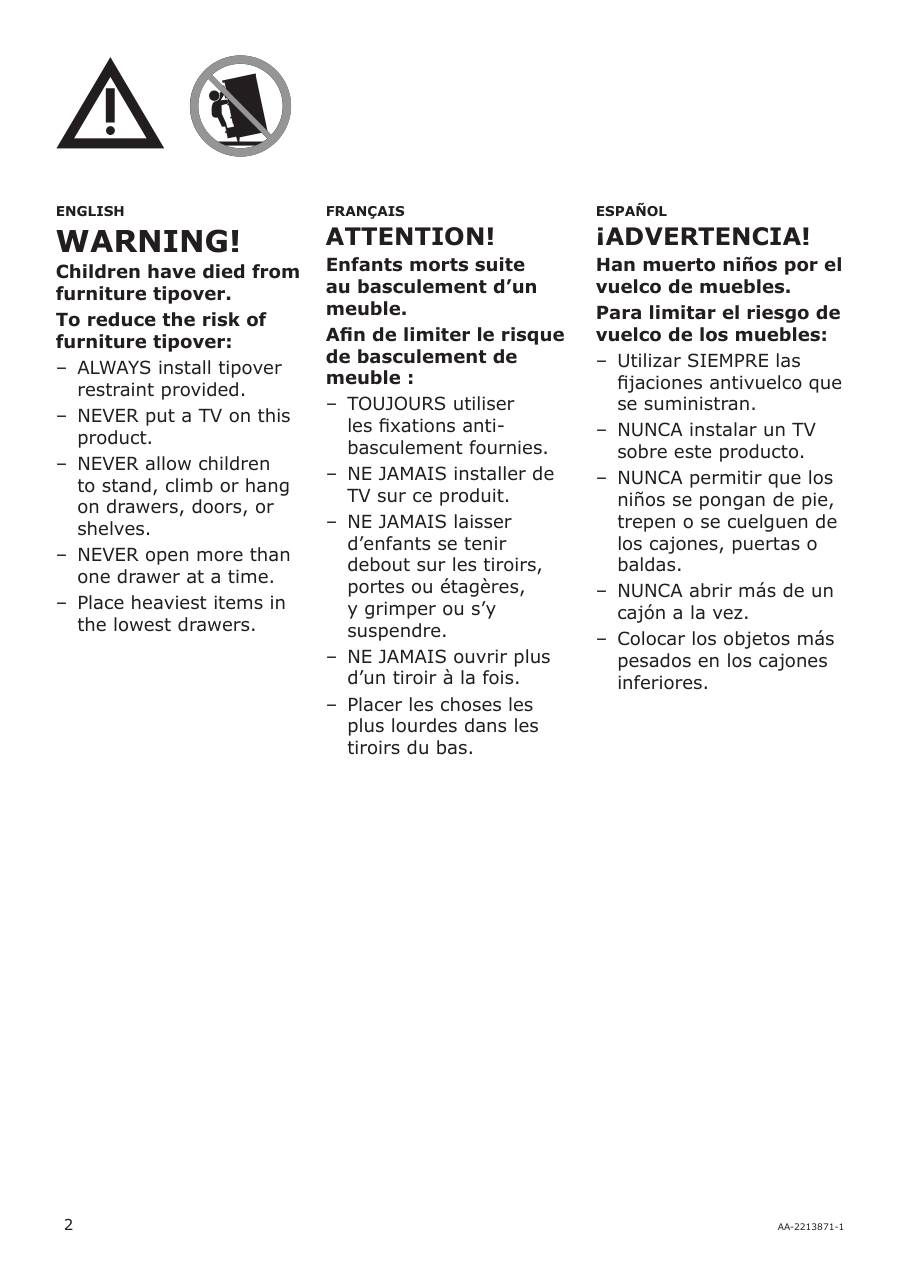 ENGLISH
WARNING!
Children have died from
furniture tipover.
To reduce the risk of
furniture tipover:
– ALWAYS install tipover
restraint provided.
– NEVER put a TV on this
product.
– NEVER allow children
to stand, climb or hang
on drawers, doors, or
shelves.
– NEVER open more than
one drawer at a time.
– Place heaviest items in
the lowest drawers.
FRANÇAIS
ATTENTION!
Enfants morts suite
au basculement d’un
meuble.
Afin de limiter le risque
de basculement de
meuble :
– TOUJOURS utiliser
les fixations anti-
basculement fournies.
– NE JAMAIS installer de
TV sur ce produit.
– NE JAMAIS laisser
d’enfants se tenir
debout sur les tiroirs,
portes ou étagères,
y grimper ou s’y
suspendre.
– NE JAMAIS ouvrir plus
d’un tiroir à la fois.
– Placer les choses les
plus lourdes dans les
tiroirs du bas.
ESPAÑOL
¡ADVERTENCIA!
Han muerto niños por el
vuelco de muebles.
Para limitar el riesgo de
vuelco de los muebles:
– Utilizar SIEMPRE las
fijaciones antivuelco que
se suministran.
– NUNCA instalar un TV
sobre este producto.
– NUNCA permitir que los
niños se pongan de pie,
trepen o se cuelguen de
los cajones, puertas o
baldas.
– NUNCA abrir más de un
cajón a la vez.
– Colocar los objetos más
pesados en los cajones
inferiores.
2
AA-2213871-1